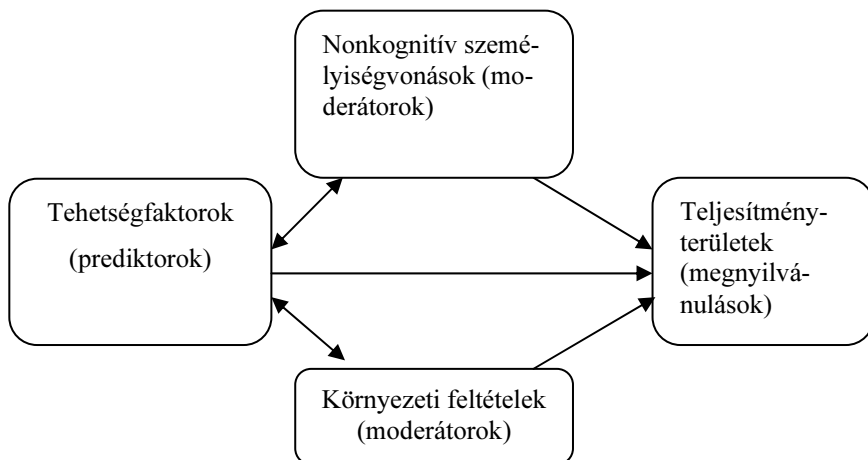 Nonkognitív szemé-
lyiségvonások (mo-
derátorok)
Tehetségfaktorok
(prediktorok)
Teljesítmény-
területek
(megnyilvá-
nulások)
Környezeti feltételek
(moderátorok)